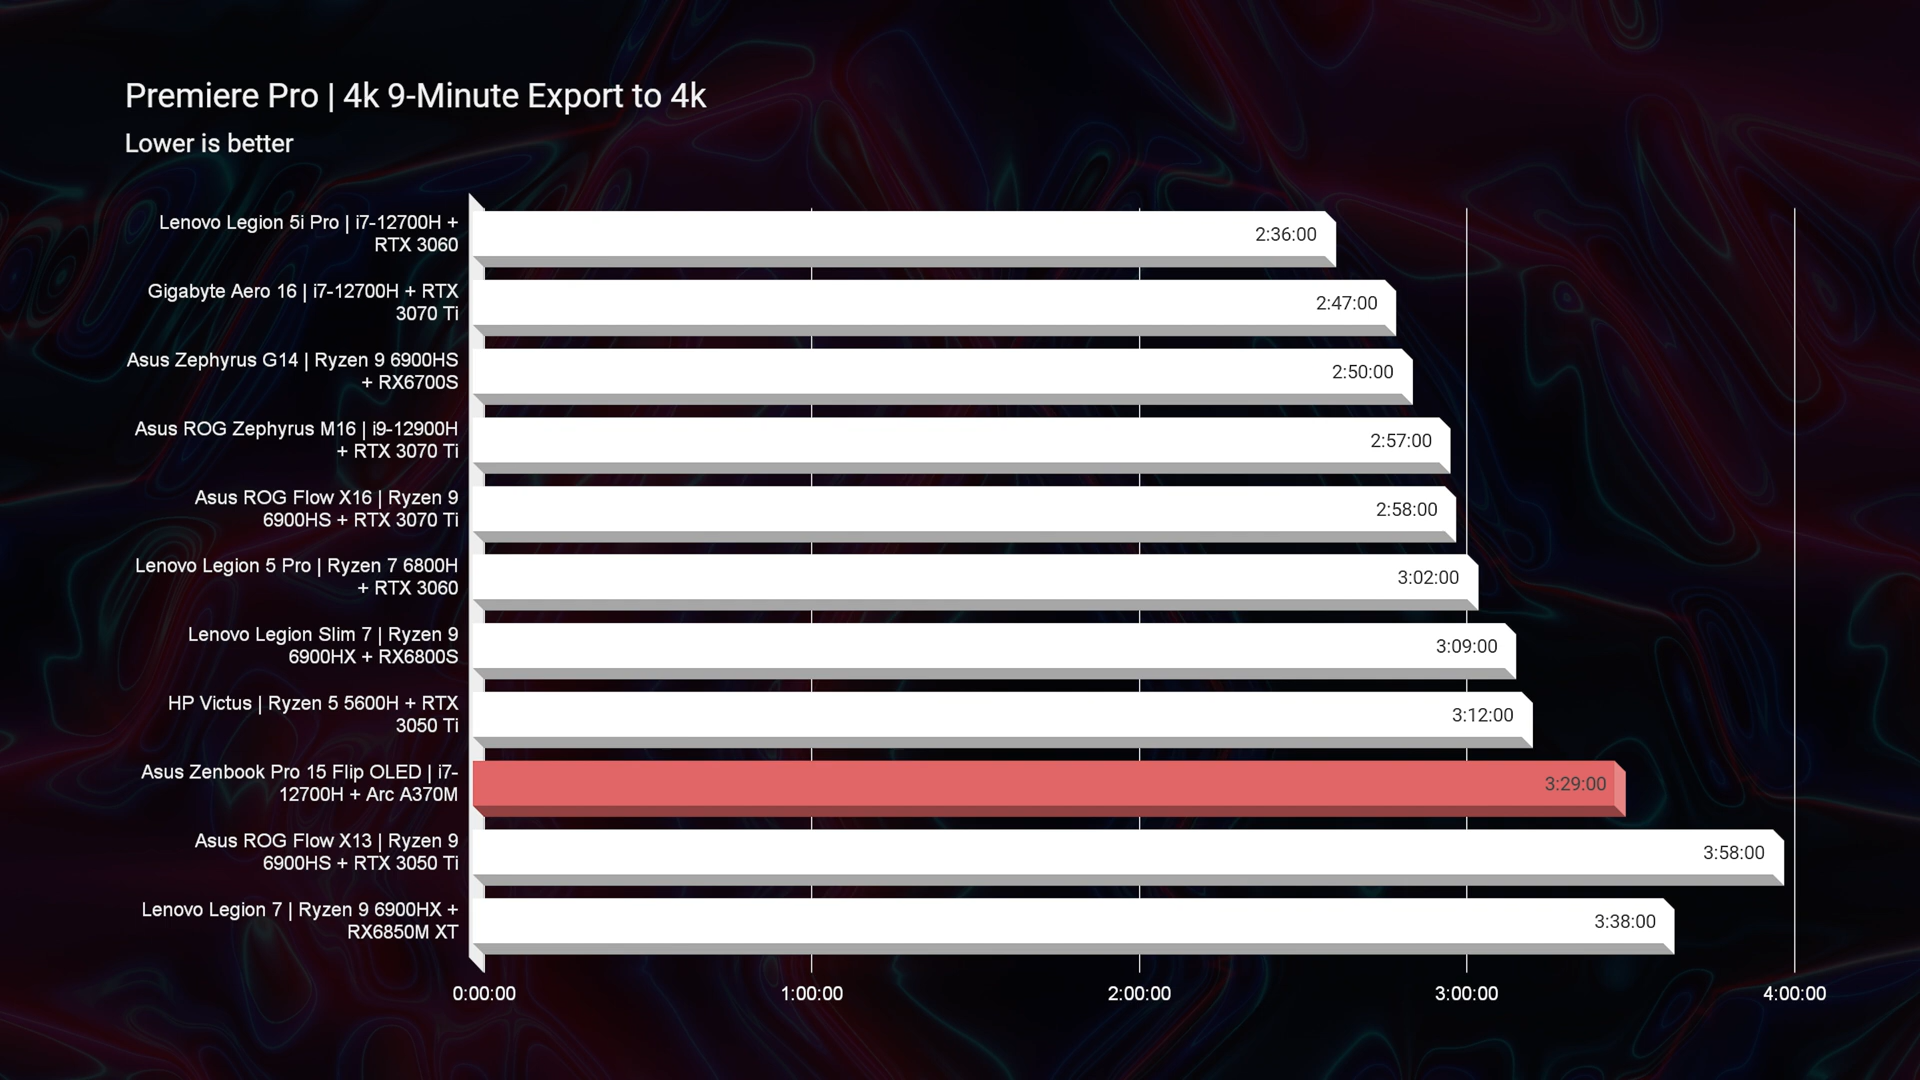 Premiere Pro | 4k 9-Minute Export to 4k
Lower is better
Lenovo Legion 5i Pro | i7-12700H +
RTX 3060
2:36:00
Gigabyte Aero 16 | i7-12700H + RTX
3070 Ti
2:47:00
Asus Zephyrus G14 | Ryzen 9 6900HS
+ RX6700S
2:50:00
Asus ROG Zephyrus M16 | i9-12900H
+ RTX 3070 Ti
2:57:00
Asus ROG Flow X16 | Ryzen 9
6900HS + RTX 3070 Ti
2:58:00
Lenovo Legion 5 Pro | Ryzen 7 6800H
+ RTX 3060
3:02:00
Lenovo Legion Slim 7 | Ryzen 9
6900HX + RX6800S
3:09:00
HP Victus | Ryzen 5 5600H + RTX
3050 Ti
3:12:00
Asus Zenbook Pro 15 Flip OLED | i7-
12700H + Arc A370M
3:29:00
Asus ROG Flow X13 | Ryzen 9
6900HS + RTX 3050 Ti
3:58:00
Lenovo Legion 7 | Ryzen 9 6900HX +
RX6850M XT
3:38:00
0:00:00 1:00:00 2:00:00 3:00:00 4:00:00